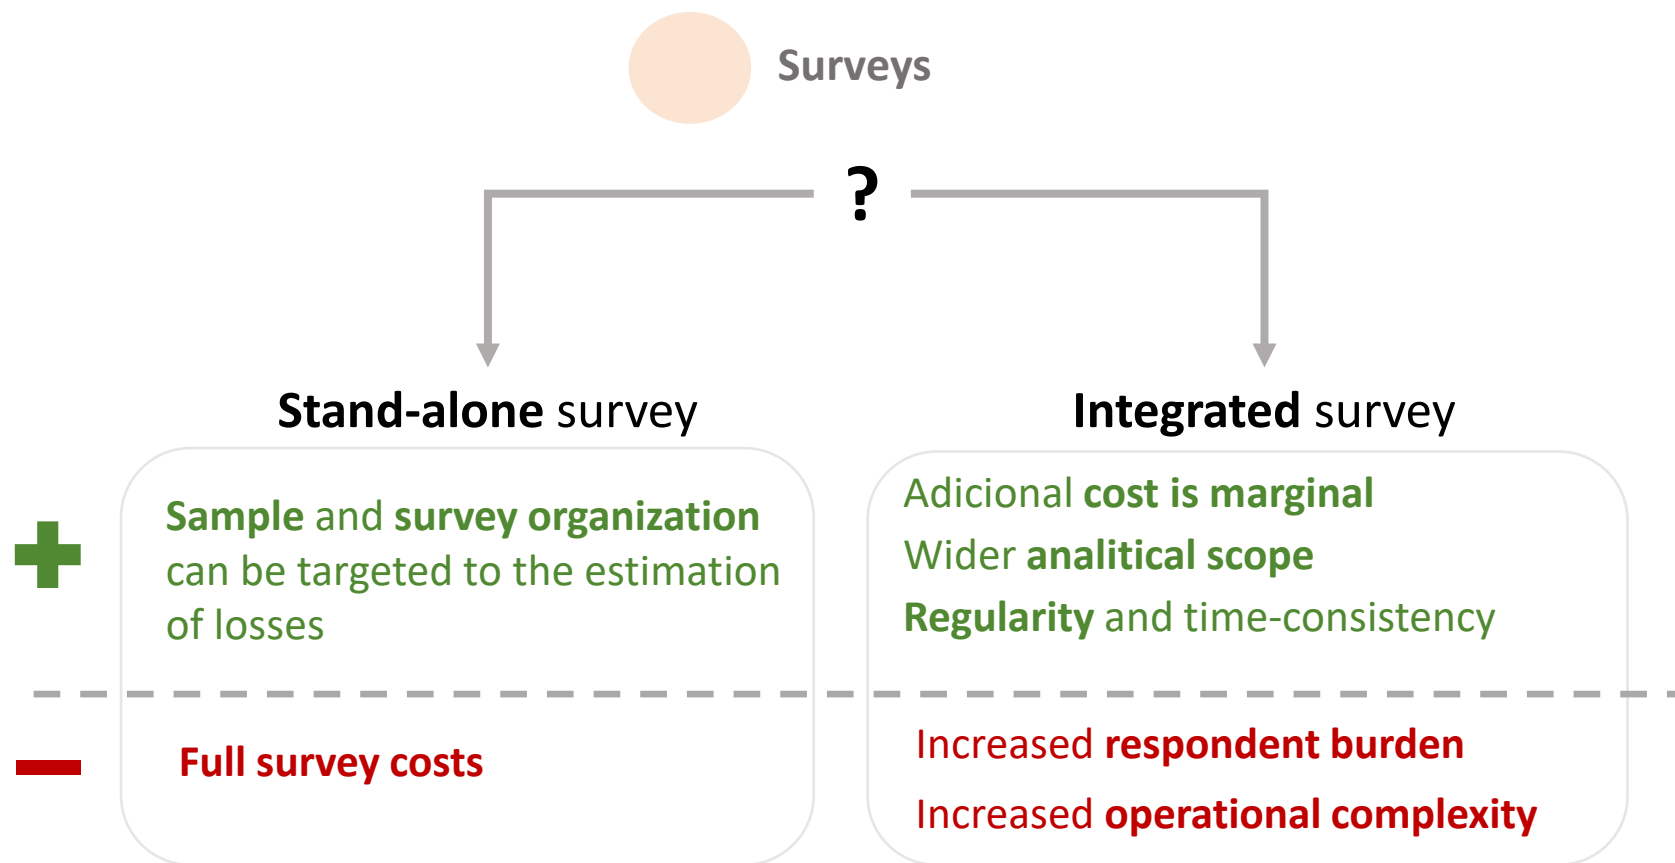 Surveys
?
Stand-alone survey
Sample and survey organization
can be targeted to the estimation
of losses
Full survey costs
Integrated survey
Adicional cost is marginal
Wider analitical scope
Regularity and time-consistency
Increased respondent burden
Increased operational complexity